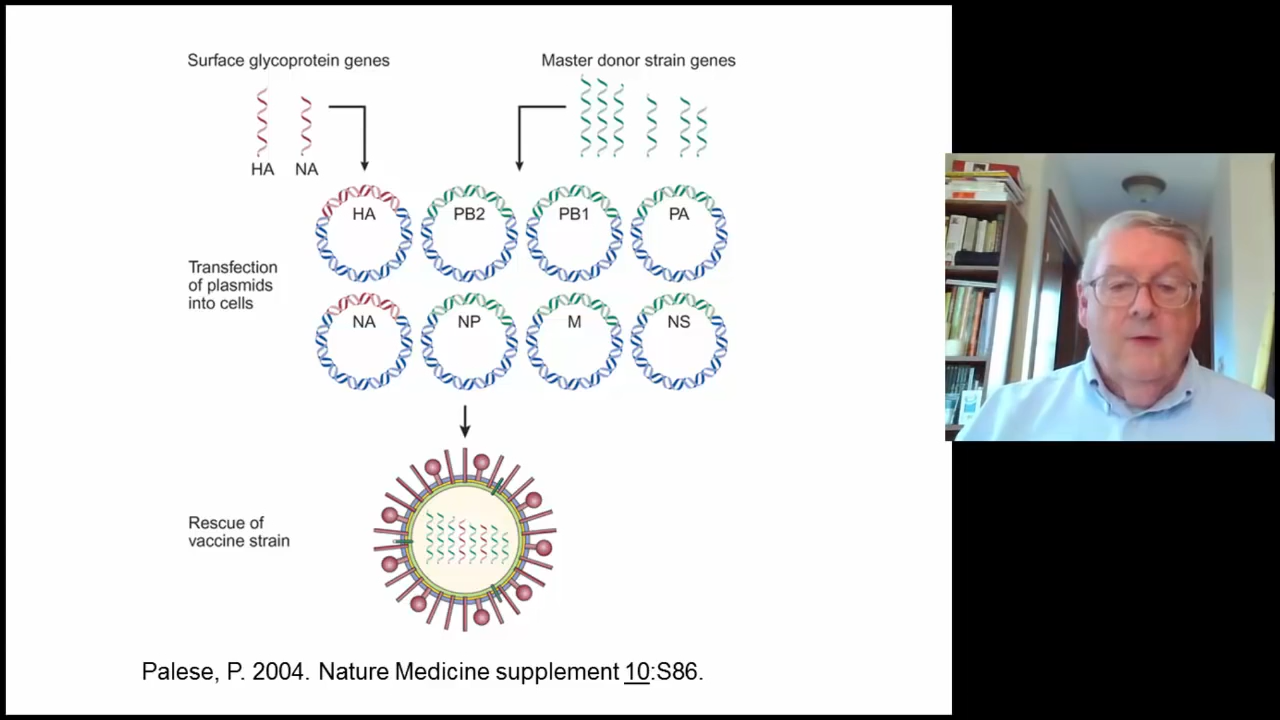 Surface glycoprotein genes
Master donor strain genes
HA NA
HA PB2 PB1 PA
Transfection
of plasmids
into cells
NA NP M NS
Rescue of
vaccine strain
Palese, P. 2004. Nature Medicine supplement 10:S86.